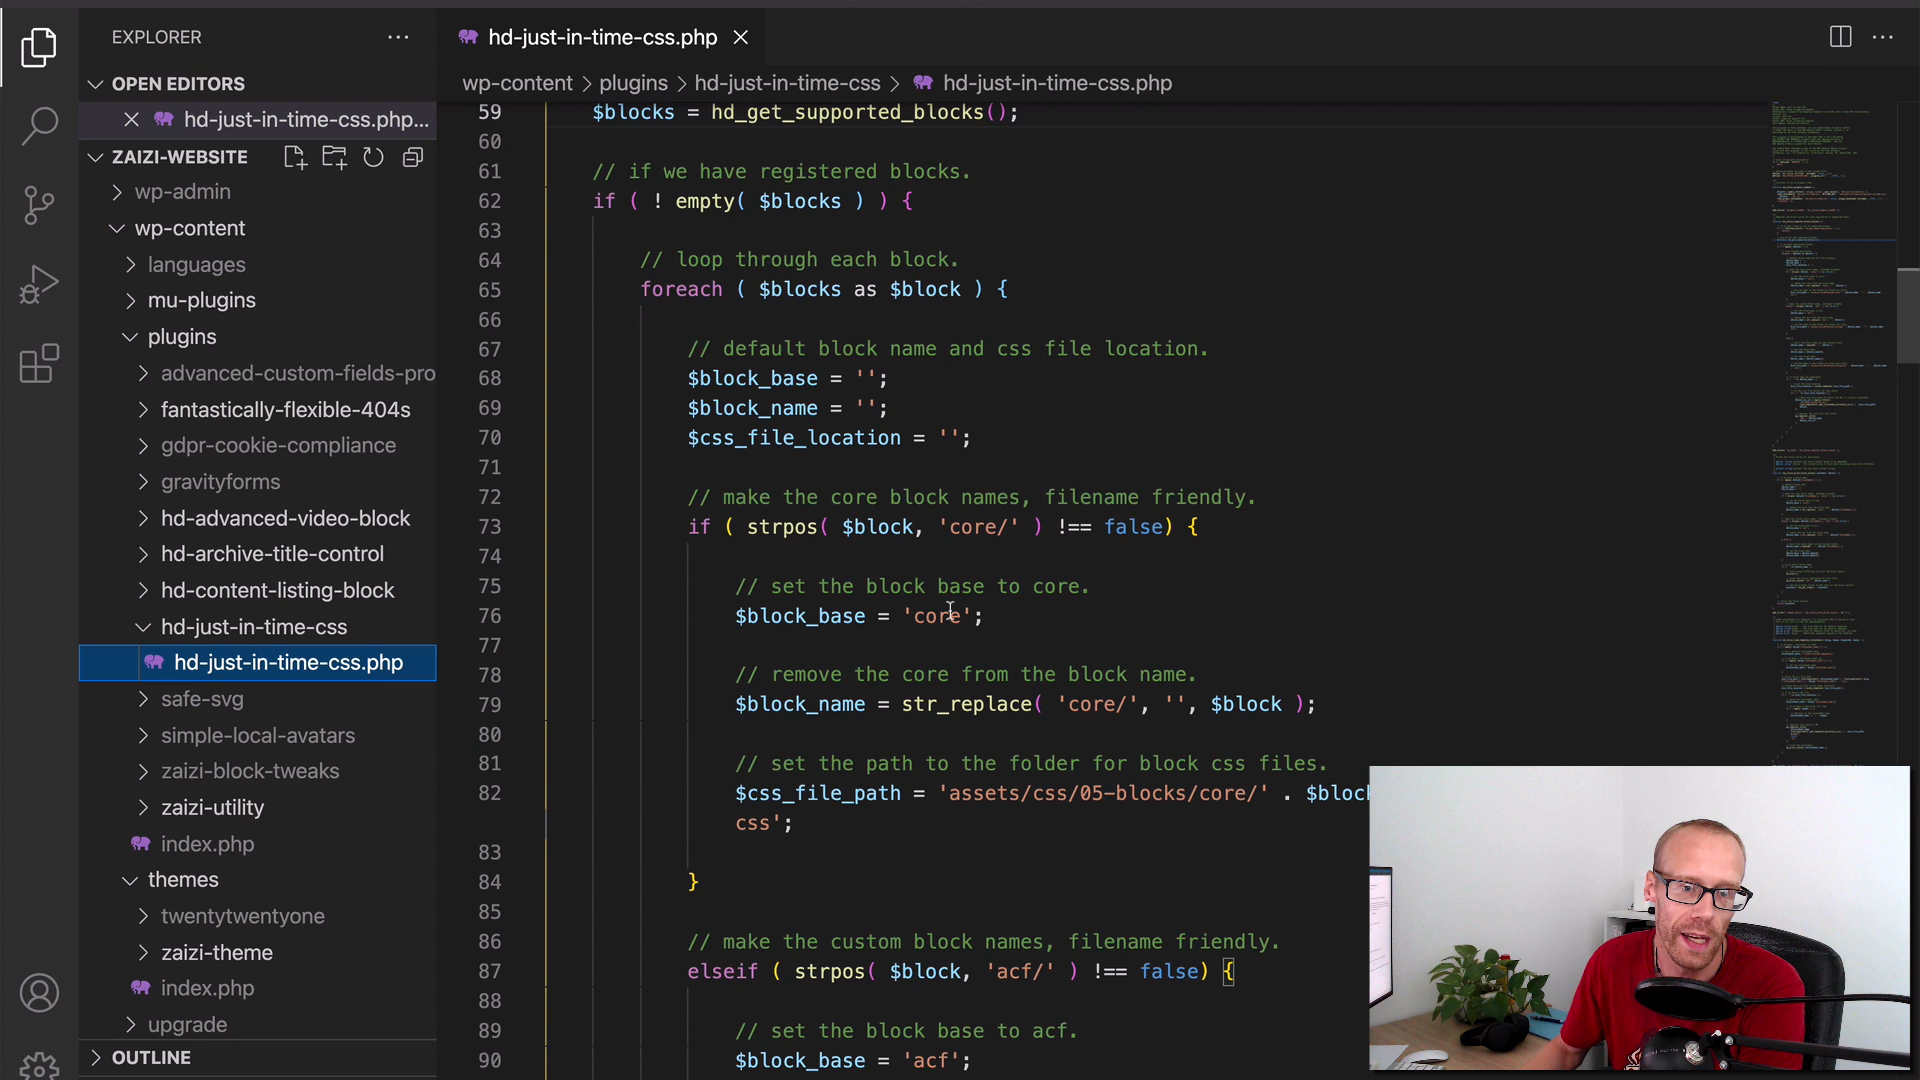 EXPLORER
OPEN EDITORS
hd-just-in-time-css.php...
ZAIZI-WEBSITE
wp-admin
wp-content
languages
mu-plugins
plugins
advanced-custom-fields-pro
fantastically-flexible-404s
gdpr-cookie-compliance
gravityforms
hd-advanced-video-block
hd-archive-title-control
hd-content-listing-block
hd-just-in-time-css
hd-just-in-time-css.php
safe-svg
simple-local-avatars
zaizi-block-tweaks
zaizi-utility
index.php
themes
twentytwentyone
zaizi-theme
index.php
upgrade
OUTLINE
hd-just-in-time-css.php
wp-content > plugins > hd-just-in-time-css > hd-just-in-time-css.php
59 $blocks = hd_get_supported_blocks();
60
61 // if we have registered blocks.
62 if ( ! empty( $blocks ) ) {
63
64 // loop through each block.
65 foreach ( $blocks as $block ) {
66
67 // default block name and css file location.
68 $block_base = '';
69 $block_name = '';
70 $css_file_location = '';
71
72 // make the core block names, filename friendly.
73 if ( strpos( $block, 'core/' ) !== false) {
74
75 // set the block base to core.
76 $block_base = 'core';
77
78 // remove the core from the block name.
79 $block_name = str_replace( 'core/', '', $block );
80
81 // set the path to the folder for block css files.
82 $css_file_path = 'assets/css/05-blocks/core/' . $block
css';
83
84 }
85
86 // make the custom block names, filename friendly.
87 elseif ( strpos( $block, 'acf/' ) !== false) {
88
89 // set the block base to acf.
90 $block_base = 'acf';